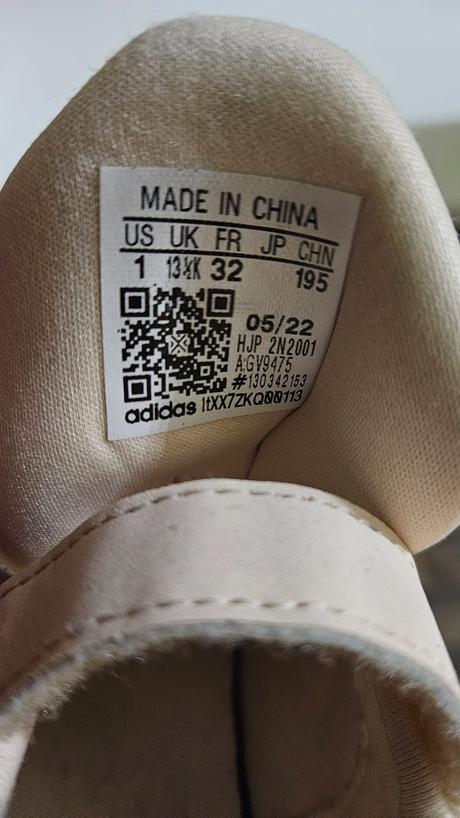 MADE IN CHINA
US UK FR JP CHN
1 13½K 32 195
05/22
HJP 2N2001
A:GV9475
#130342153
adidas ItXX7ZKQ00113